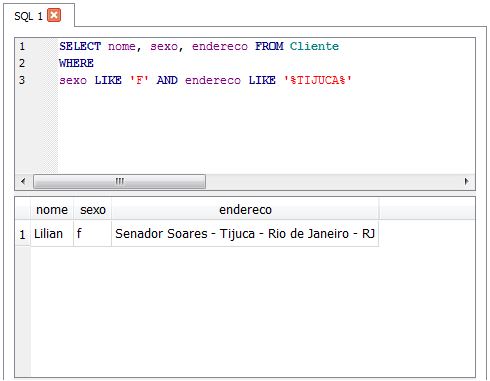 SQL 1
1 SELECT nome, sexo, endereco FROM Cliente
2 WHERE
3 sexo LIKE 'F' AND endereco LIKE '%TIJUCA%'
nome sexo endereco
1 Lilian f Senador Soares - Tijuca - Rio de Janeiro - RJ